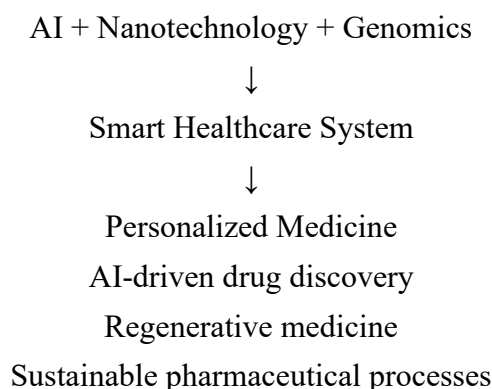 AI + Nanotechnology + Genomics
↓
Smart Healthcare System
↓
Personalized Medicine
AI-driven drug discovery
Regenerative medicine
Sustainable pharmaceutical processes